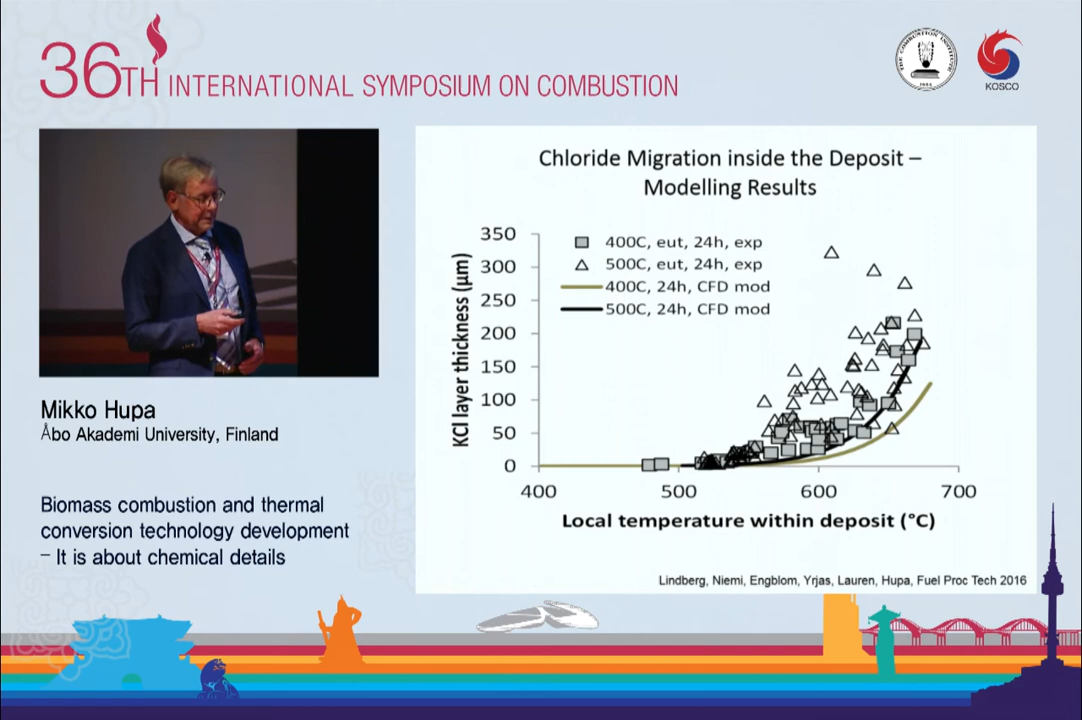 36TH INTERNATIONAL SYMPOSIUM ON COMBUSTION
THE COMBUSTION INSTITUTE
KOSCO
Chloride Migration inside the Deposit –
Modelling Results
KCl layer thickness (µm)
350
300
250
200
150
100
50
0
400C, eut, 24h, exp
500C, eut, 24h, exp
400C, 24h, CFD mod
500C, 24h, CFD mod
400 500 600 700
Local temperature within deposit (°C)
Lindberg, Niemi, Engblom, Yrjas, Lauren, Hupa, Fuel Proc Tech 2016
Mikko Hupa
Åbo Akademi University, Finland
Biomass combustion and thermal
conversion technology development
– It is about chemical details